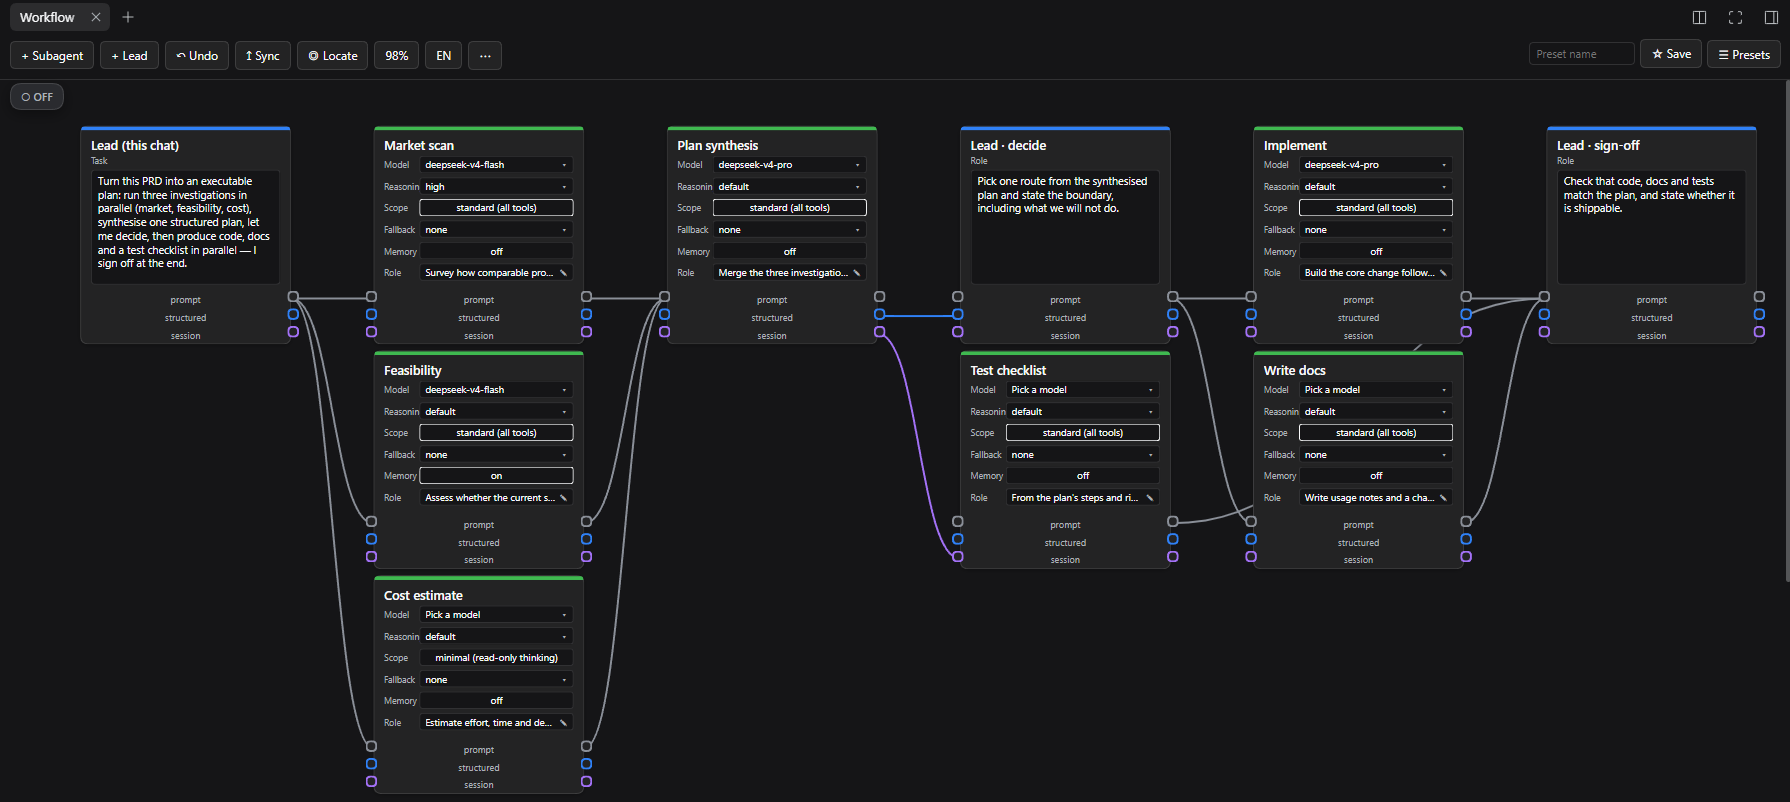 Workflow
+ Subagent
+ Lead
Undo
Sync
Locate
98%
EN
...
Preset name
Save
Presets
OFF
Lead (this chat)
Task
Turn this PRD into an executable
plan: run three investigations in
parallel (market, feasibility, cost),
synthesise one structured plan, let
me decide, then produce code, docs
and a test checklist in parallel — I
sign off at the end.
prompt
structured
session
Market scan
Model deepseek-v4-flash
Reasonin high
Scope standard (all tools)
Fallback none
Memory off
Role Survey how comparable pro...
prompt
structured
session
Plan synthesis
Model deepseek-v4-pro
Reasonin default
Scope standard (all tools)
Fallback none
Memory off
Role Merge the three investigatio...
prompt
structured
session
Lead · decide
Role
Pick one route from the synthesised
plan and state the boundary,
including what we will not do.
prompt
structured
session
Implement
Model deepseek-v4-pro
Reasonin default
Scope standard (all tools)
Fallback none
Memory off
Role Build the core change follow...
prompt
structured
session
Lead · sign-off
Role
Check that code, docs and tests
match the plan, and state whether it
is shippable.
prompt
structured
session
Feasibility
Model deepseek-v4-flash
Reasonin default
Scope standard (all tools)
Fallback none
Memory on
Role Assess whether the current s...
prompt
structured
session
Test checklist
Model Pick a model
Reasonin default
Scope standard (all tools)
Fallback none
Memory off
Role From the plan's steps and ri...
prompt
structured
session
Write docs
Model Pick a model
Reasonin default
Scope standard (all tools)
Fallback none
Memory off
Role Write usage notes and a cha...
prompt
structured
session
Cost estimate
Model Pick a model
Reasonin default
Scope minimal (read-only thinking)
Fallback none
Memory off
Role Estimate effort, time and de...
prompt
structured
session